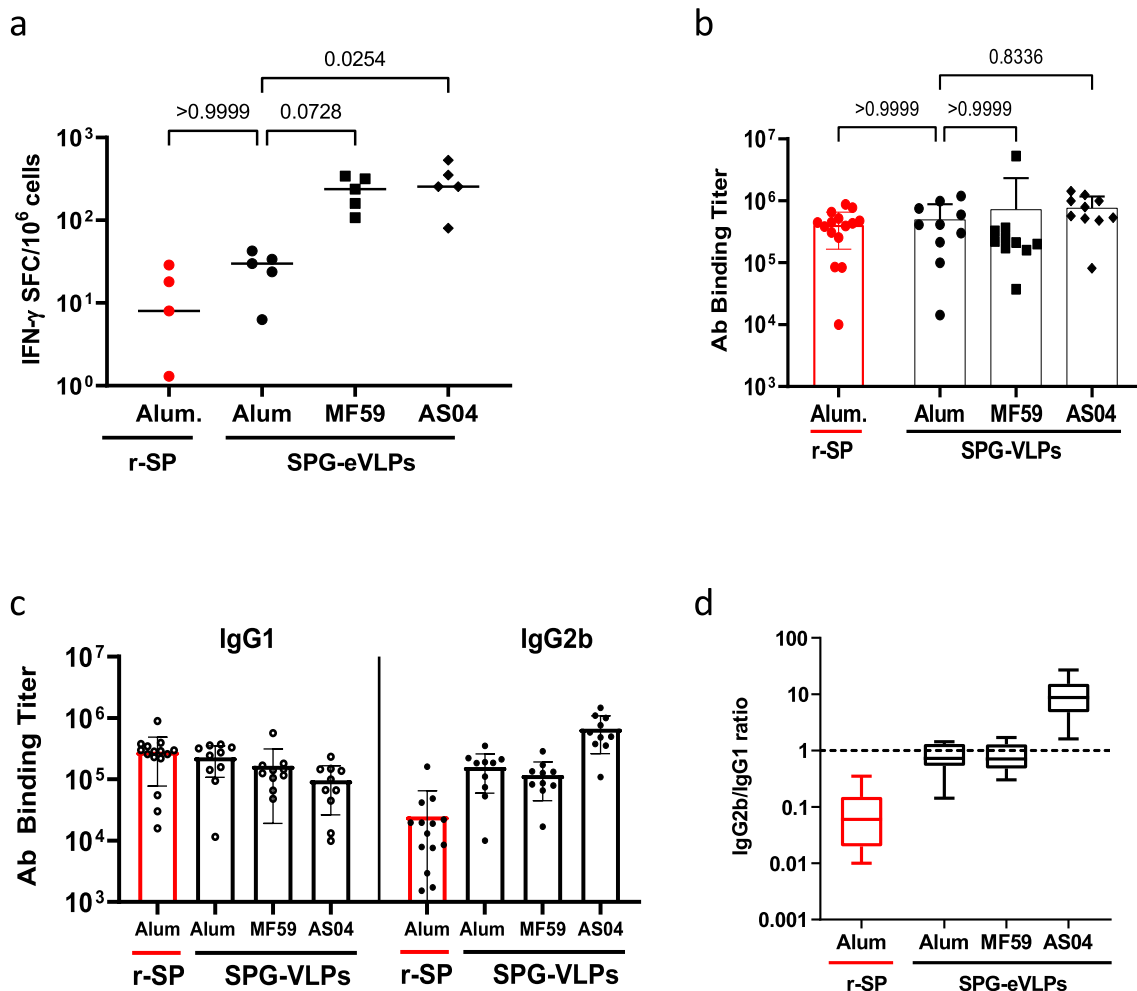 a
0.0254
>0.9999
0.0728
IFN-γ SFC/10⁶ cells
10³
10²
10¹
10⁰
Alum.
Alum
MF59
AS04
r-SP
SPG-eVLPs
b
0.8336
>0.9999
>0.9999
Ab Binding Titer
10⁷
10⁶
10⁵
10⁴
10³
Alum.
Alum
MF59
AS04
r-SP
SPG-VLPs
c
IgG1
IgG2b
Ab Binding Titer
10⁷
10⁶
10⁵
10⁴
10³
Alum
Alum
MF59
AS04
Alum
Alum
MF59
AS04
r-SP
SPG-VLPs
r-SP
SPG-VLPs
d
IgG2b/IgG1 ratio
100
10
1
0.1
0.01
0.001
Alum
Alum
MF59
AS04
r-SP
SPG-eVLPs